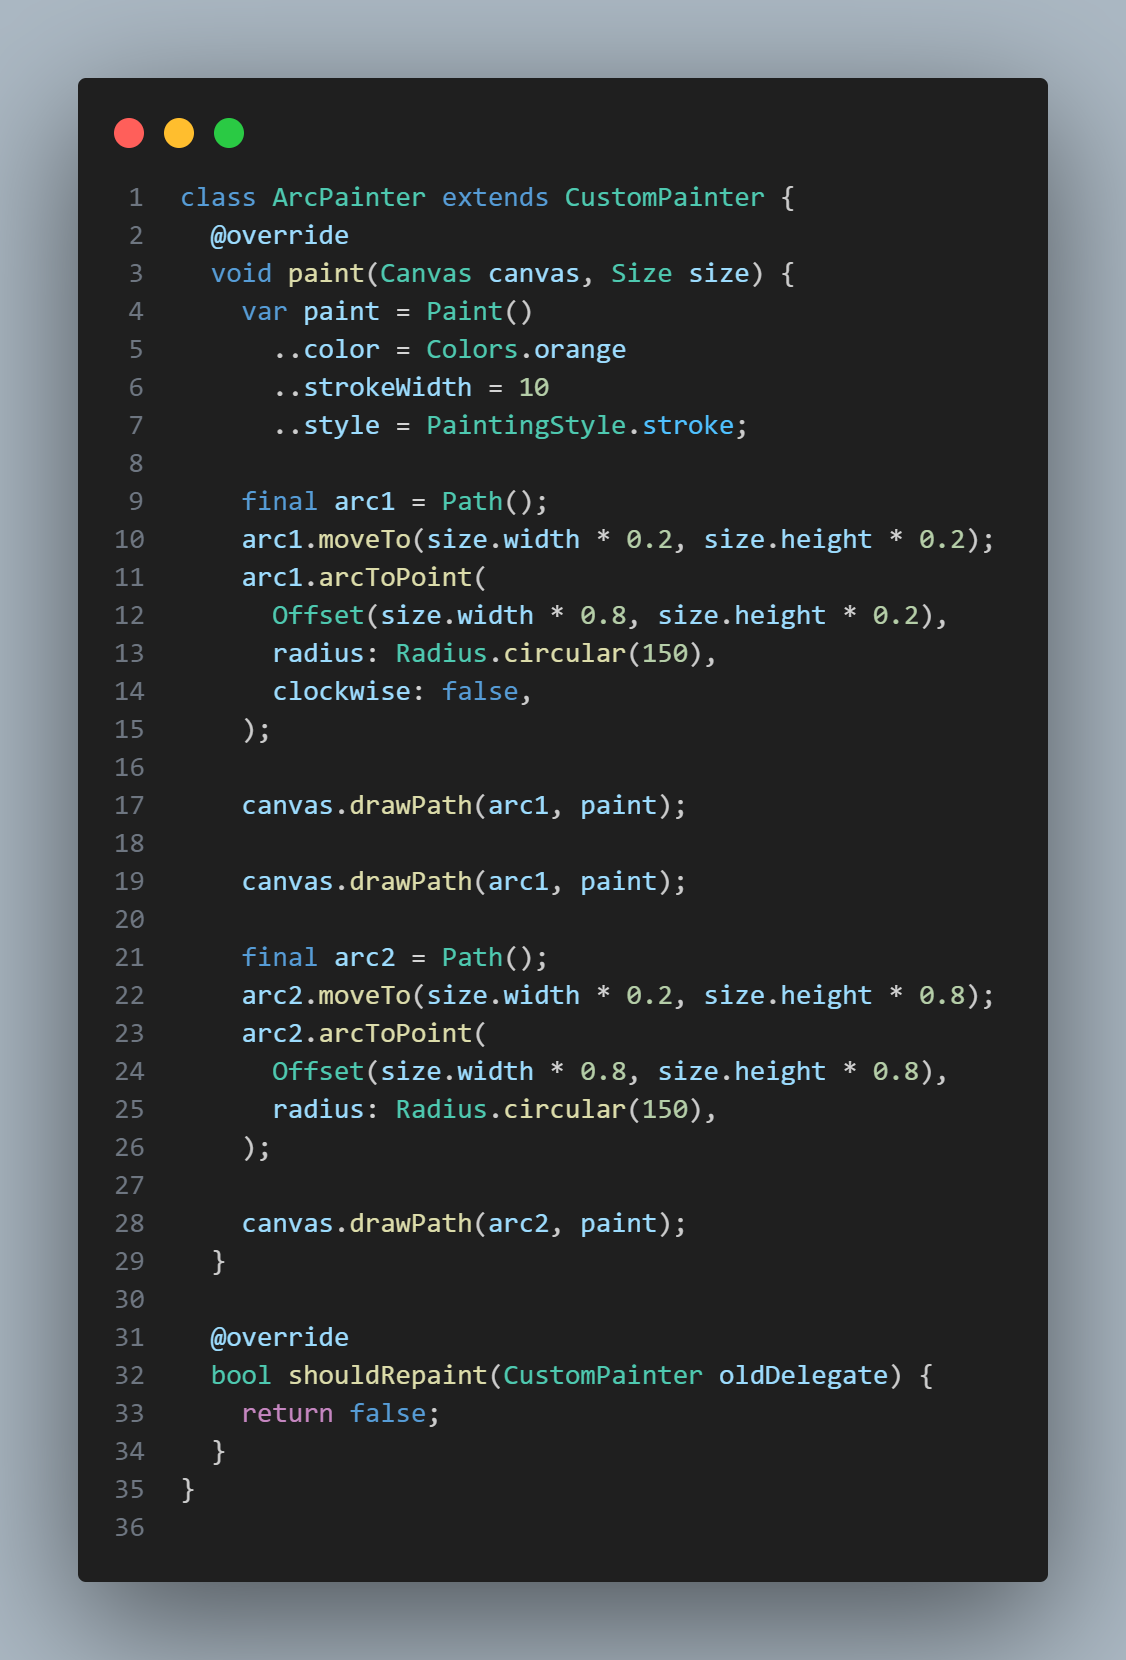 1 class ArcPainter extends CustomPainter {
2   @override
3   void paint(Canvas canvas, Size size) {
4     var paint = Paint()
5       ..color = Colors.orange
6       ..strokeWidth = 10
7       ..style = PaintingStyle.stroke;
8
9     final arc1 = Path();
10     arc1.moveTo(size.width * 0.2, size.height * 0.2);
11     arc1.arcToPoint(
12       Offset(size.width * 0.8, size.height * 0.2),
13       radius: Radius.circular(150),
14       clockwise: false,
15     );
16
17     canvas.drawPath(arc1, paint);
18
19     canvas.drawPath(arc1, paint);
20
21     final arc2 = Path();
22     arc2.moveTo(size.width * 0.2, size.height * 0.8);
23     arc2.arcToPoint(
24       Offset(size.width * 0.8, size.height * 0.8),
25       radius: Radius.circular(150),
26     );
27
28     canvas.drawPath(arc2, paint);
29   }
30
31   @override
32   bool shouldRepaint(CustomPainter oldDelegate) {
33     return false;
34   }
35 }
36